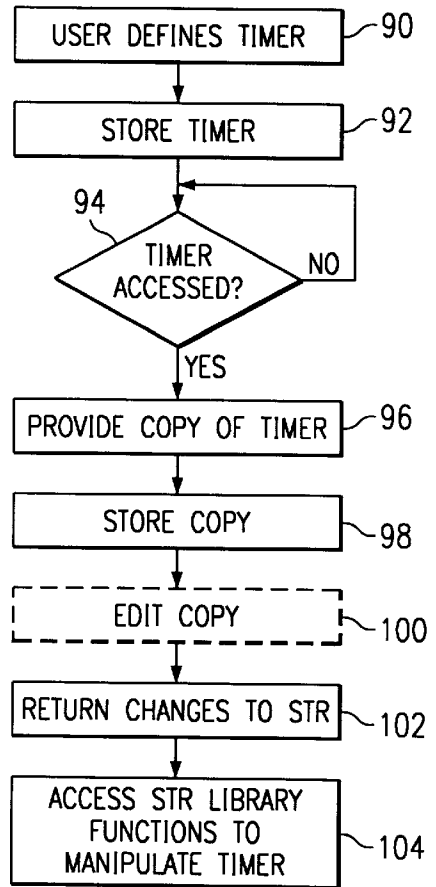 USER DEFINES TIMER
90
STORE TIMER
92
94
TIMER
ACCESSED?
NO
YES
PROVIDE COPY OF TIMER
96
STORE COPY
98
EDIT COPY
100
RETURN CHANGES TO STR
102
ACCESS STR LIBRARY
FUNCTIONS TO
MANIPULATE TIMER
104